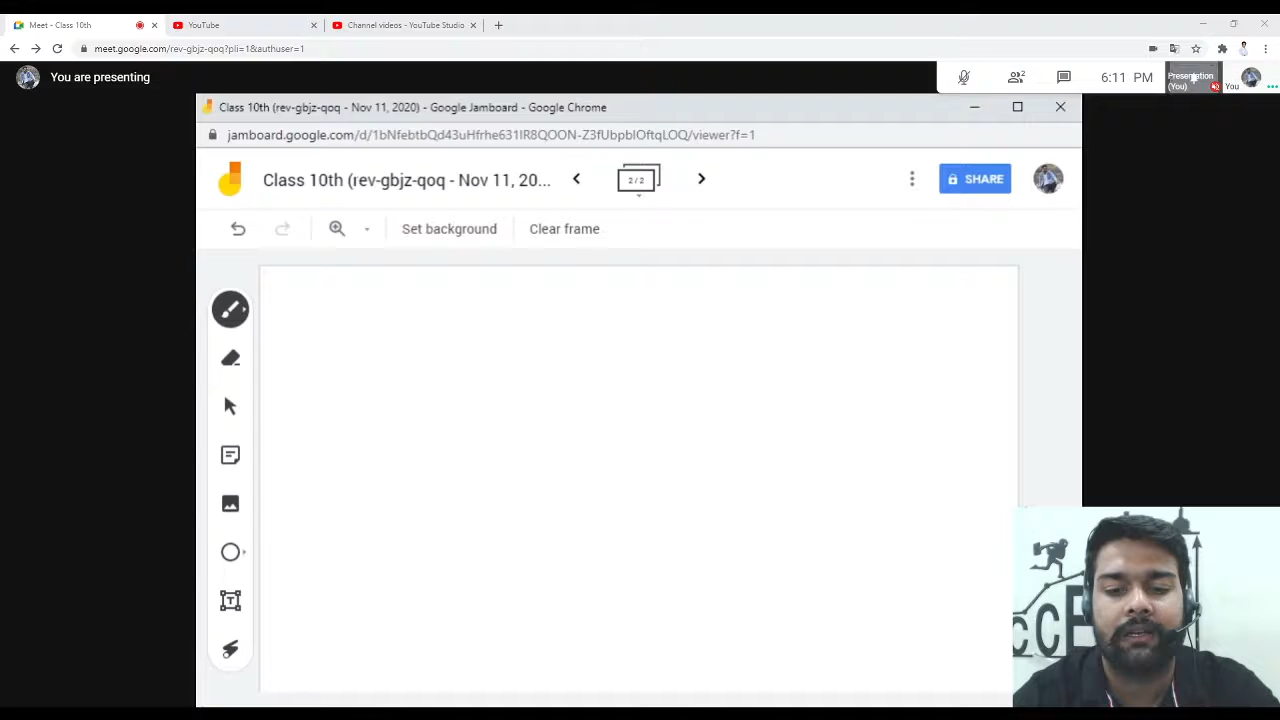 Meet - Class 10th
YouTube
Channel videos - YouTube Studio
meet.google.com/rev-gbjz-qoq?pli=1&authuser=1
You are presenting
2
6:11 PM
Presentation
(You)
You
Class 10th (rev-gbjz-qoq - Nov 11, 2020) - Google Jamboard - Google Chrome
jamboard.google.com/d/1bNfebtbQd43uHfrhe631lR8QOON-Z3fUbpblOftqLOQ/viewer?f=1
Class 10th (rev-gbjz-qoq - Nov 11, 20...
2 / 2
SHARE
Set background
Clear frame